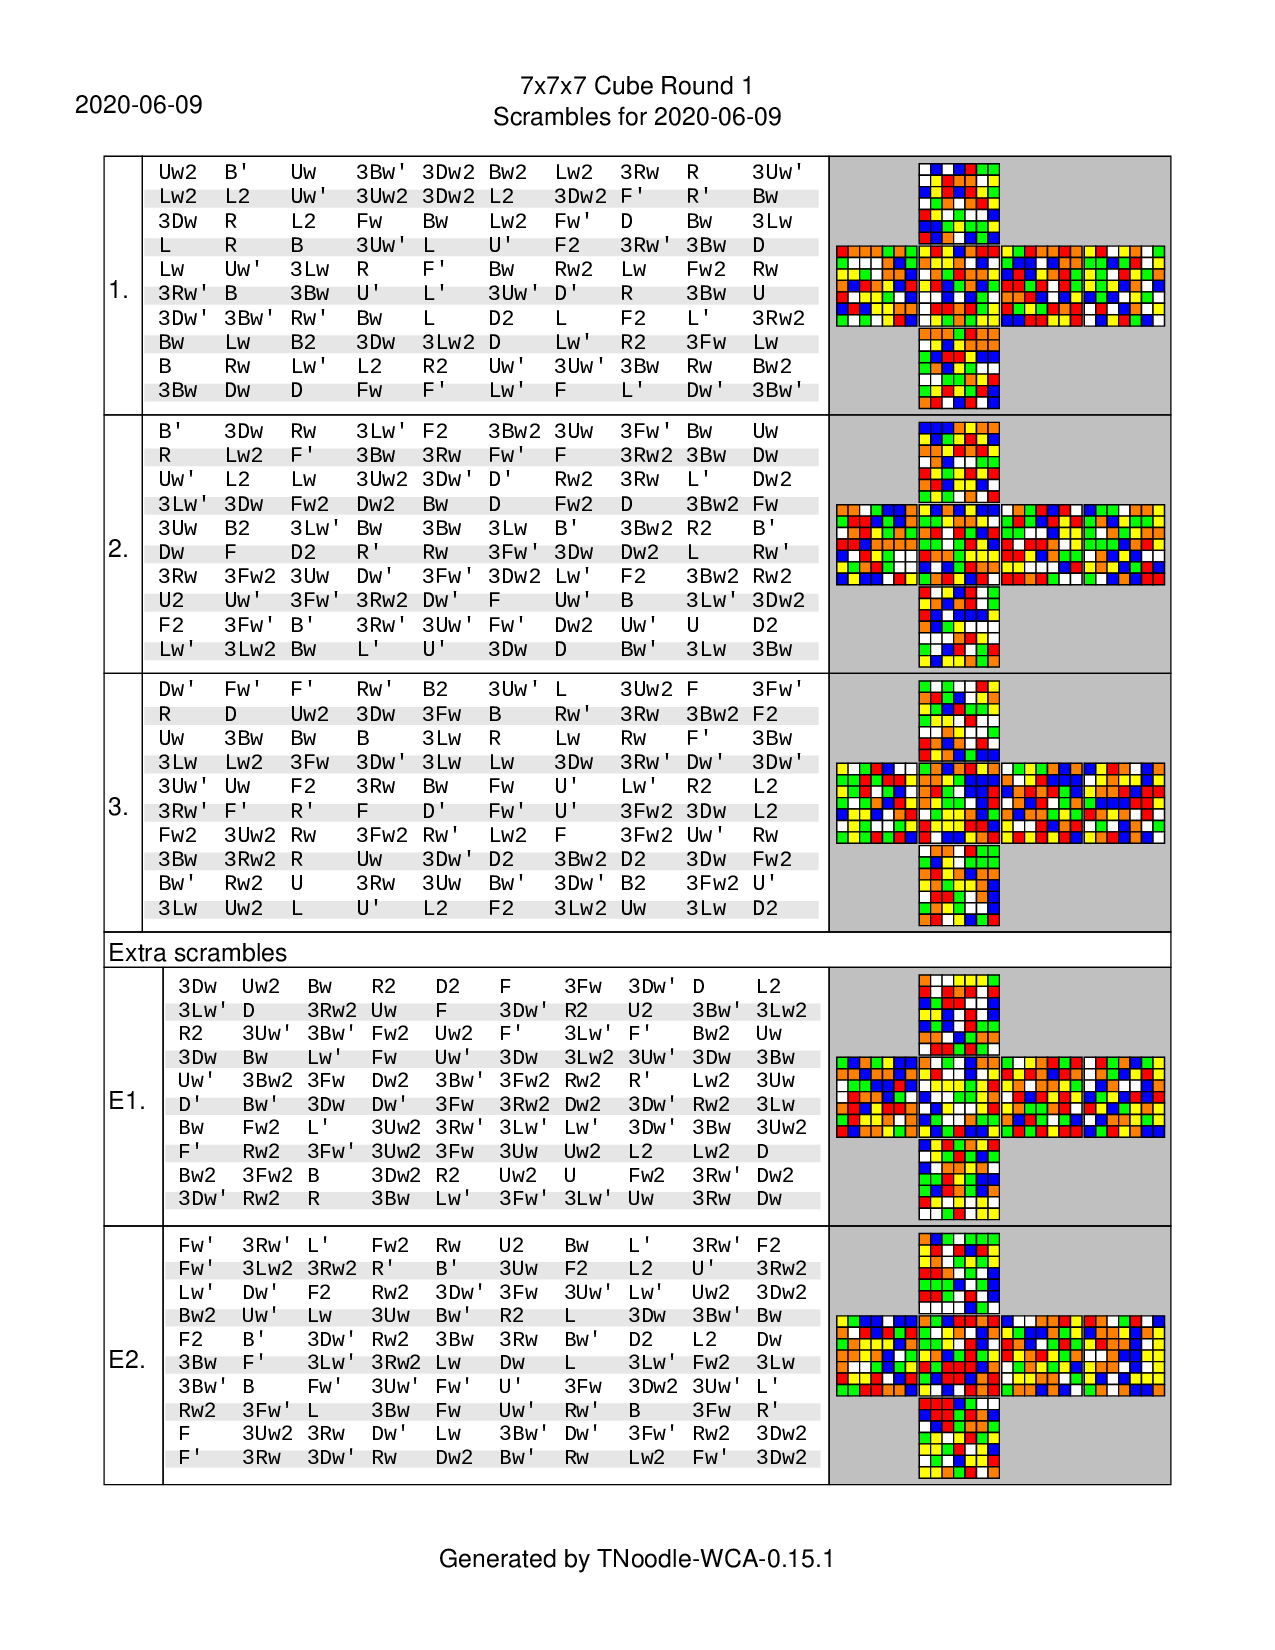 7x7x7 Cube Round 1
2020-06-09
Scrambles for 2020-06-09
1.
Uw2 B' Uw 3Bw' 3Dw2 Bw2 Lw2 3Rw R 3Uw'
Lw2 L2 Uw' 3Uw2 3Dw2 L2 3Dw2 F' R' Bw
3Dw R L2 Fw Bw Lw2 Fw' D Bw 3Lw
L R B 3Uw' L U' F2 3Rw' 3Bw D
Lw Uw' 3Lw R F' Bw Rw2 Lw Fw2 Rw
3Rw' B 3Bw U' L' 3Uw' D' R 3Bw U
3Dw' 3Bw' Rw' Bw L D2 L F2 L' 3Rw2
Bw Lw B2 3Dw 3Lw2 D Lw' R2 3Fw Lw
B Rw Lw' L2 R2 Uw' 3Uw' 3Bw Rw Bw2
3Bw Dw D Fw F' Lw' F L' Dw' 3Bw'
2.
B' 3Dw Rw 3Lw' F2 3Bw2 3Uw 3Fw' Bw Uw
R Lw2 F' 3Bw 3Rw Fw' F 3Rw2 3Bw Dw
Uw' L2 Lw 3Uw2 3Dw' D' Rw2 3Rw L' Dw2
3Lw' 3Dw Fw2 Dw2 Bw D Fw2 D 3Bw2 Fw
3Uw B2 3Lw' Bw 3Bw 3Lw B' 3Bw2 R2 B'
Dw F D2 R' Rw 3Fw' 3Dw Dw2 L Rw'
3Rw 3Fw2 3Uw Dw' 3Fw' 3Dw2 Lw' F2 3Bw2 Rw2
U2 Uw' 3Fw' 3Rw2 Dw' F Uw' B 3Lw' 3Dw2
F2 3Fw' B' 3Rw' 3Uw' Fw' Dw2 Uw' U D2
Lw' 3Lw2 Bw L' U' 3Dw D Bw' 3Lw 3Bw
3.
Dw' Fw' F' Rw' B2 3Uw' L 3Uw2 F 3Fw'
R D Uw2 3Dw 3Fw B Rw' 3Rw 3Bw2 F2
Uw 3Bw Bw B 3Lw R Lw Rw F' 3Bw
3Lw Lw2 3Fw 3Dw' 3Lw Lw 3Dw 3Rw' Dw' 3Dw'
3Uw' Uw F2 3Rw Bw Fw U' Lw' R2 L2
3Rw' F' R' F D' Fw' U' 3Fw2 3Dw L2
Fw2 3Uw2 Rw 3Fw2 Rw' Lw2 F 3Fw2 Uw' Rw
3Bw 3Rw2 R Uw 3Dw' D2 3Bw2 D2 3Dw Fw2
Bw' Rw2 U 3Rw 3Uw Bw' 3Dw' B2 3Fw2 U'
3Lw Uw2 L U' L2 F2 3Lw2 Uw 3Lw D2
Extra scrambles
E1.
3Dw Uw2 Bw R2 D2 F 3Fw 3Dw' D L2
3Lw' D 3Rw2 Uw F 3Dw' R2 U2 3Bw' 3Lw2
R2 3Uw' 3Bw' Fw2 Uw2 F' 3Lw' F' Bw2 Uw
3Dw Bw Lw' Fw Uw' 3Dw 3Lw2 3Uw' 3Dw 3Bw
Uw' 3Bw2 3Fw Dw2 3Bw' 3Fw2 Rw2 R' Lw2 3Uw
D' Bw' 3Dw Dw' 3Fw 3Rw2 Dw2 3Dw' Rw2 3Lw
Bw Fw2 L' 3Uw2 3Rw' 3Lw' Lw' 3Dw' 3Bw 3Uw2
F' Rw2 3Fw' 3Uw2 3Fw 3Uw Uw2 L2 Lw2 D
Bw2 3Fw2 B 3Dw2 R2 Uw2 U Fw2 3Rw' Dw2
3Dw' Rw2 R 3Bw Lw' 3Fw' 3Lw' Uw 3Rw Dw
E2.
Fw' 3Rw' L' Fw2 Rw U2 Bw L' 3Rw' F2
Fw' 3Lw2 3Rw2 R' B' 3Uw F2 L2 U' 3Rw2
Lw' Dw' F2 Rw2 3Dw' 3Fw 3Uw' Lw' Uw2 3Dw2
Bw2 Uw' Lw 3Uw Bw' R2 L 3Dw 3Bw' Bw
F2 B' 3Dw' Rw2 3Bw 3Rw Bw' D2 L2 Dw
3Bw F' 3Lw' 3Rw2 Lw Dw L 3Lw' Fw2 3Lw
3Bw' B Fw' 3Uw' Fw' U' 3Fw 3Dw2 3Uw' L'
Rw2 3Fw' L 3Bw Fw Uw' Rw' B 3Fw R'
F 3Uw2 3Rw Dw' Lw 3Bw' Dw' 3Fw' Rw2 3Dw2
F' 3Rw 3Dw' Rw Dw2 Bw' Rw Lw2 Fw' 3Dw2
Generated by TNoodle-WCA-0.15.1